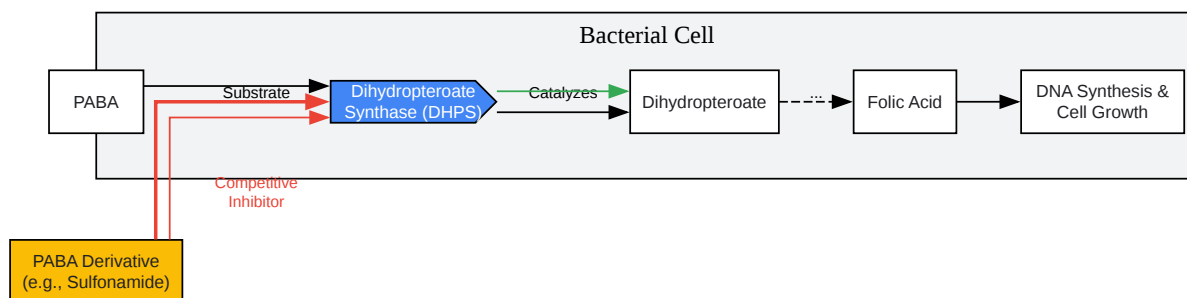 Bacterial Cell
PABA
Substrate
Dihydropteroate
Synthase (DHPS)
Catalyzes
Dihydropteroate
...
Folic Acid
DNA Synthesis &
Cell Growth
Competitive
Inhibitor
PABA Derivative
(e.g., Sulfonamide)